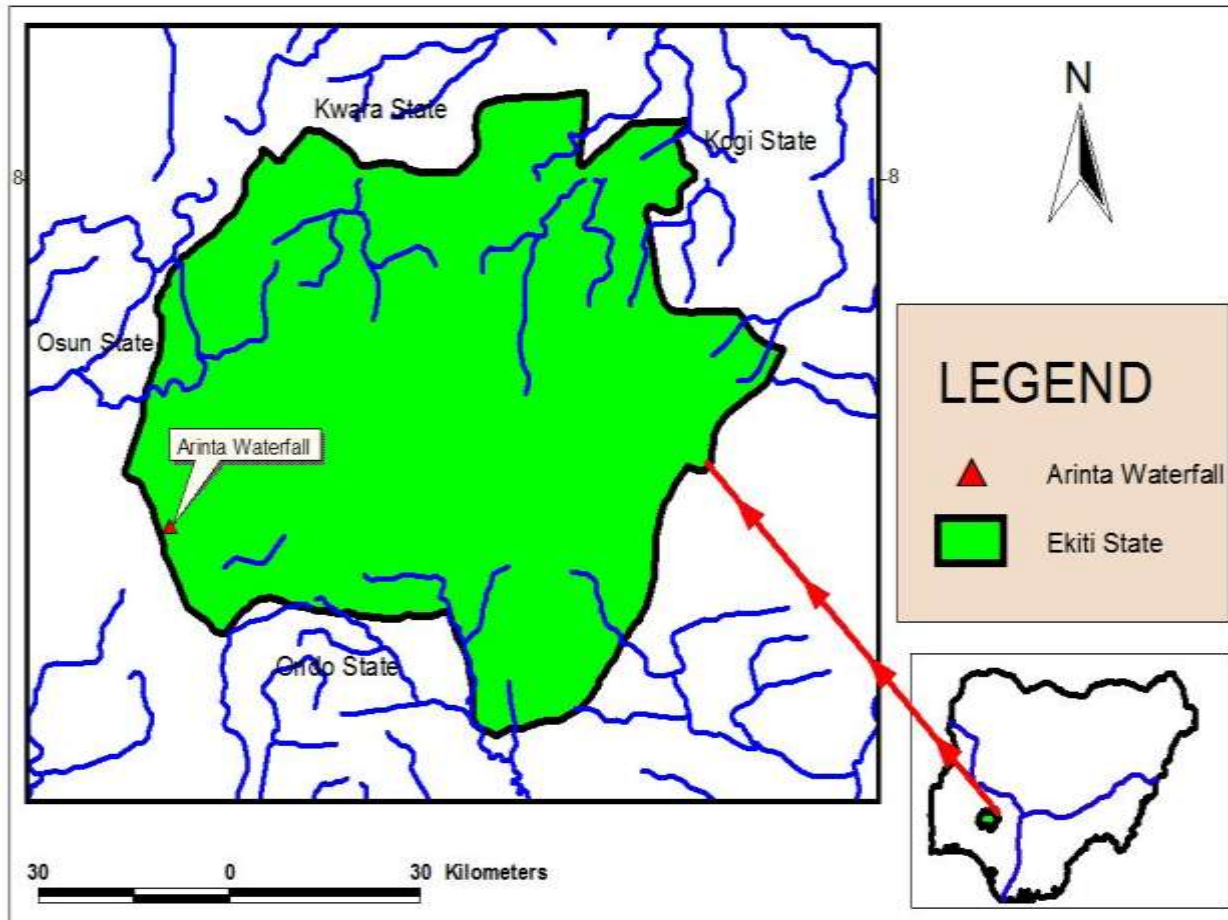 Kwara State
Kogi State
8
8
Osun State
Arinta Waterfall
Ondo State
N
LEGEND
Arinta Waterfall
Ekiti State
30 0 30 Kilometers